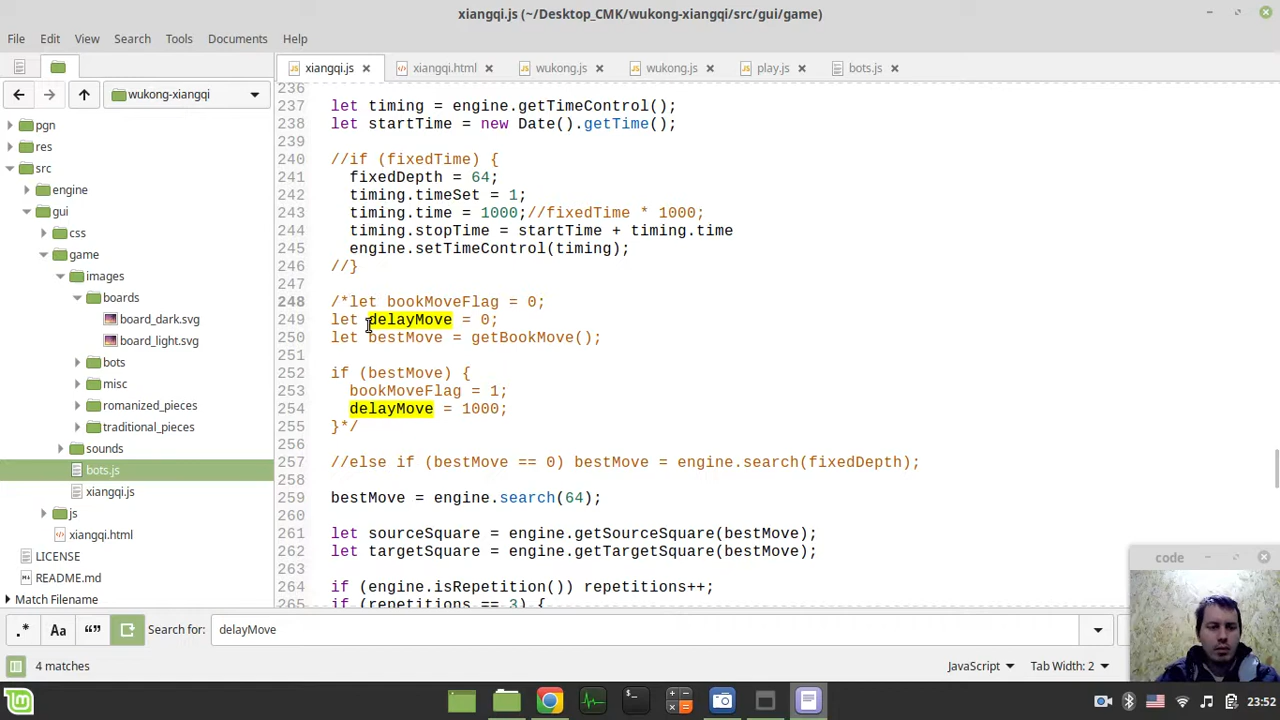 xiangqi.js (~/Desktop_CMK/wukong-xiangqi/src/gui/game)
File Edit View Search Tools Documents Help
xiangqi.js xiangqi.html wukong.js wukong.js play.js bots.js
wukong-xiangqi
pgn
res
src
engine
gui
css
game
images
boards
board_dark.svg
board_light.svg
bots
misc
romanized_pieces
traditional_pieces
sounds
bots.js
xiangqi.js
js
xiangqi.html
LICENSE
README.md
Match Filename
236
237 let timing = engine.getTimeControl();
238 let startTime = new Date().getTime();
239
240 //if (fixedTime) {
241 fixedDepth = 64;
242 timing.timeSet = 1;
243 timing.time = 1000;//fixedTime * 1000;
244 timing.stopTime = startTime + timing.time
245 engine.setTimeControl(timing);
246 //}
247
248 /*let bookMoveFlag = 0;
249 let delayMove = 0;
250 let bestMove = getBookMove();
251
252 if (bestMove) {
253 bookMoveFlag = 1;
254 delayMove = 1000;
255 }*/
256
257 //else if (bestMove == 0) bestMove = engine.search(fixedDepth);
258
259 bestMove = engine.search(64);
260
261 let sourceSquare = engine.getSourceSquare(bestMove);
262 let targetSquare = engine.getTargetSquare(bestMove);
263
264 if (engine.isRepetition()) repetitions++;
265 if (repetitions == 3) {
code
.* Aa “” Search for: delayMove
4 matches JavaScript Tab Width: 2
23:52